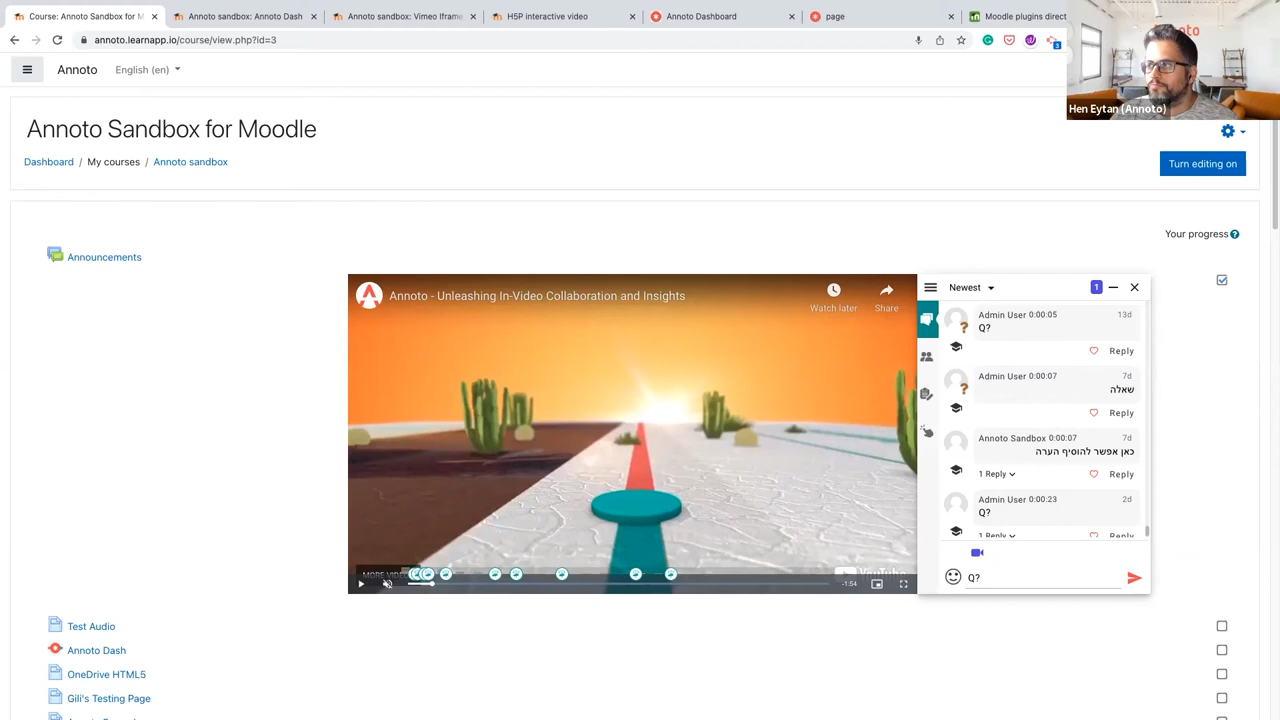 Course: Annoto Sandbox for M
Annoto sandbox: Annoto Dash
Annoto sandbox: Vimeo Iframe
H5P interactive video
Annoto Dashboard
page
Moodle plugins direct
annoto.learnapp.io/course/view.php?id=3
3
Annoto
English (en)
Hen Eytan (Annoto)
Annoto Sandbox for Moodle
Dashboard / My courses / Annoto sandbox
Turn editing on
Your progress
Announcements
Annoto - Unleashing In-Video Collaboration and Insights
Watch later
Share
Newest
1
Admin User 0:00:05 13d
Q?
Reply
Admin User 0:00:07 7d
שאלה
Reply
Annoto Sandbox 0:00:07 7d
כאן אפשר להוסיף הערה
1 Reply
Reply
Admin User 0:00:23 2d
Q?
1 Reply
Reply
Q?
MORE VIDEO
YouTube
-1:54
Test Audio
Annoto Dash
OneDrive HTML5
Gili's Testing Page